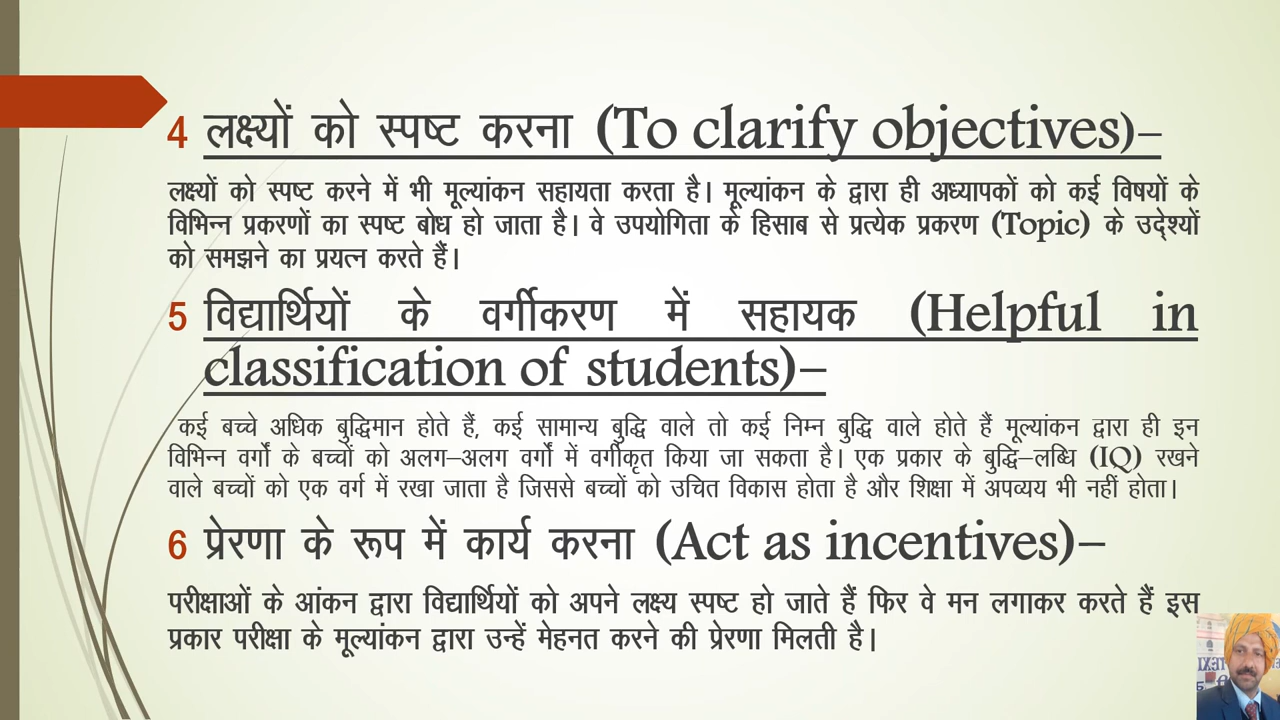 4 लक्ष्यों को स्पष्ट करना (To clarify objectives)–
लक्ष्यों को स्पष्ट करने में भी मूल्यांकन सहायता करता है। मूल्यांकन के द्वारा ही अध्यापकों को कई विषयों के
विभिन्न प्रकरणों का स्पष्ट बोध हो जाता है। वे उपयोगिता के हिसाब से प्रत्येक प्रकरण (Topic) के उद्देश्यों
को समझने का प्रयत्न करते हैं।
5 विद्यार्थियों के वर्गीकरण में सहायक (Helpful in
classification of students)–
कई बच्चे अधिक बुद्धिमान होते हैं, कई सामान्य बुद्धि वाले तो कई निम्न बुद्धि वाले होते हैं मूल्यांकन द्वारा ही इन
विभिन्न वर्गों के बच्चों को अलग–अलग वर्गों में वर्गीकृत किया जा सकता है। एक प्रकार के बुद्धि–लब्धि (IQ) रखने
वाले बच्चों को एक वर्ग में रखा जाता है जिससे बच्चों को उचित विकास होता है और शिक्षा में अपव्यय भी नहीं होता।
6 प्रेरणा के रूप में कार्य करना (Act as incentives)–
परीक्षाओं के आंकन द्वारा विद्यार्थियों को अपने लक्ष्य स्पष्ट हो जाते हैं फिर वे मन लगाकर करते हैं इस
प्रकार परीक्षा के मूल्यांकन द्वारा उन्हें मेहनत करने की प्रेरणा मिलती है।